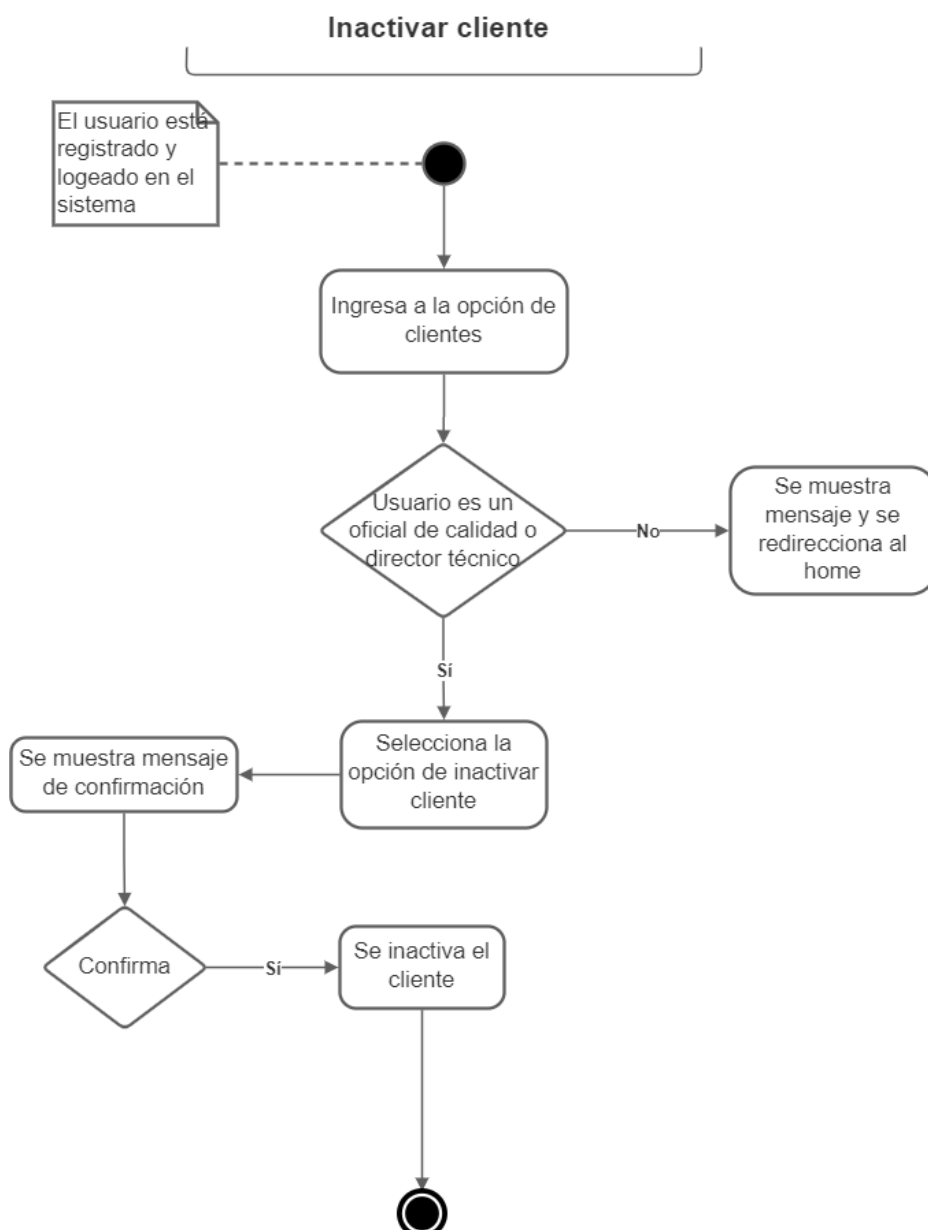 Inactivar cliente
El usuario está
registrado y
logeado en el
sistema
Ingresa a la opción de
clientes
Usuario es un
oficial de calidad o
director técnico
No
Se muestra
mensaje y se
redirecciona al
home
Sí
Selecciona la
opción de inactivar
cliente
Se muestra mensaje
de confirmación
Confirma
Sí
Se inactiva el
cliente